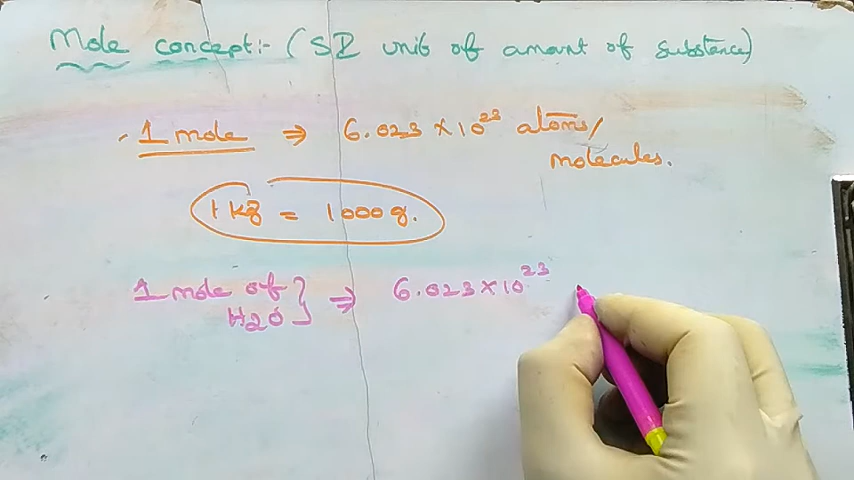 Mole concept:- (SI unit of amount of substance)
1 mole ⇒ 6.023 × 10²³ atoms/
molecules.
1 kg = 1000 g.
1 mole of } ⇒ 6.023 × 10²³
H2O